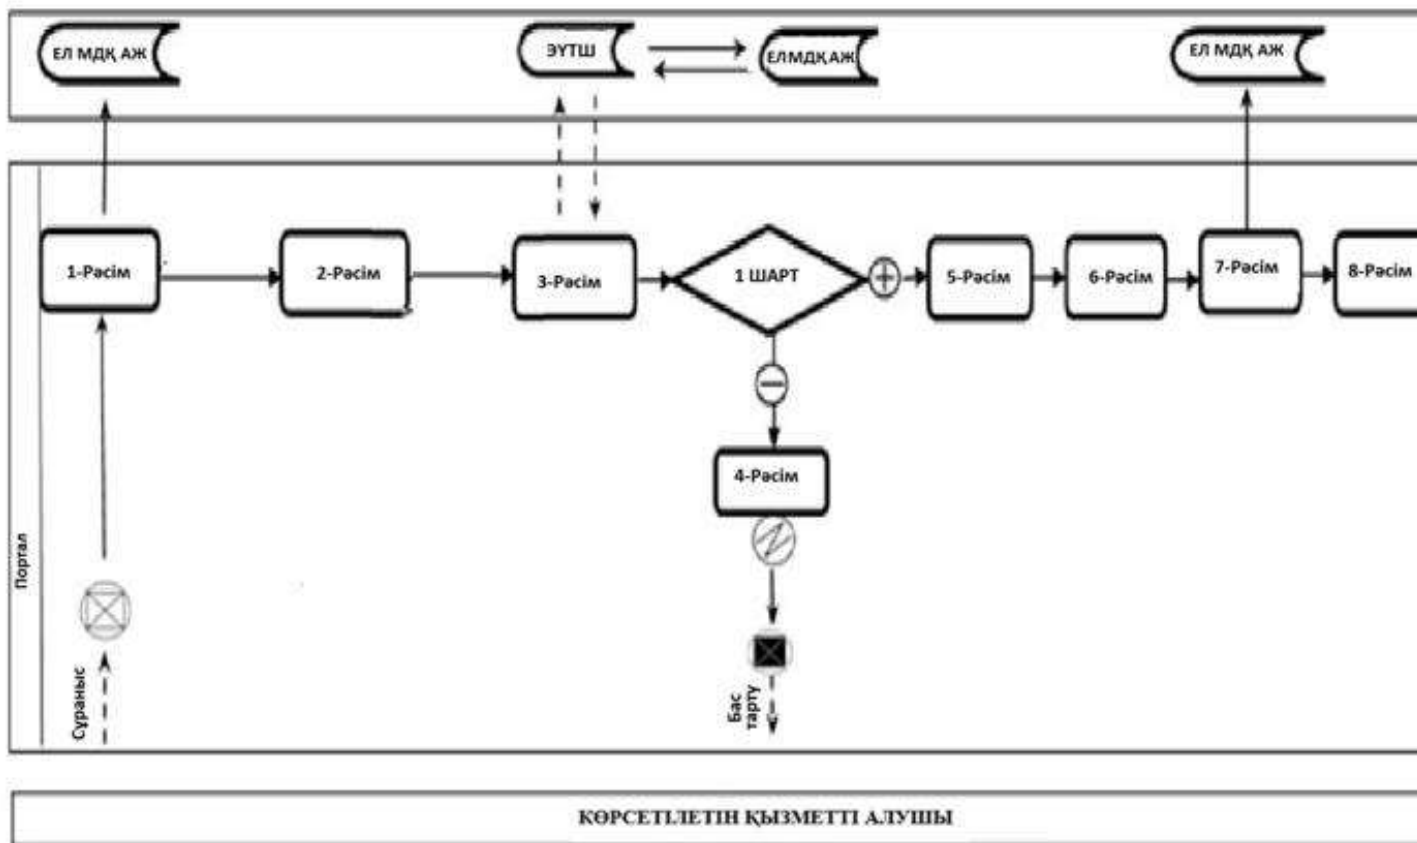 ЕЛ МДҚ АЖ
ЭҮТШ
ЕЛМДҚ АЖ
ЕЛ МДҚ АЖ
1-Рәсім
2-Рәсім
3-Рәсім
1 ШАРТ
5-Рәсім
6-Рәсім
7-Рәсім
8-Рәсім
4-Рәсім
Портал
Сұраныс
Бас
тарту
КӨРСЕТІЛЕТІН ҚЫЗМЕТТІ АЛУШЫ